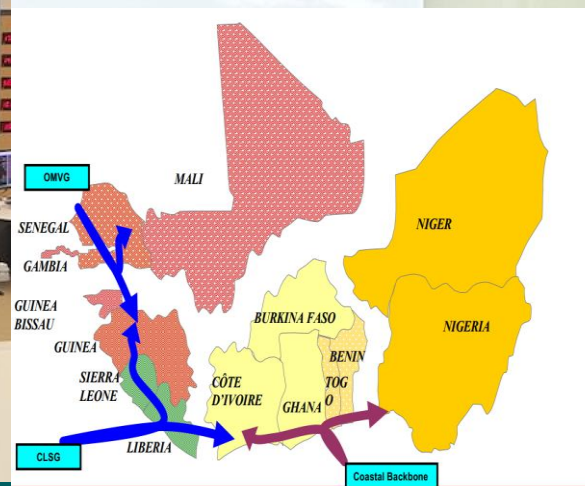 OMVG
MALI
SENEGAL
GAMBIA
NIGER
GUINEA
BISSAU
BURKINA FASO
NIGERIA
GUINEA
BENIN
SIERRA
LEONE
CÔTE
D'IVOIRE
TOG
O
GHANA
LIBERIA
CLSG
Coastal Backbone